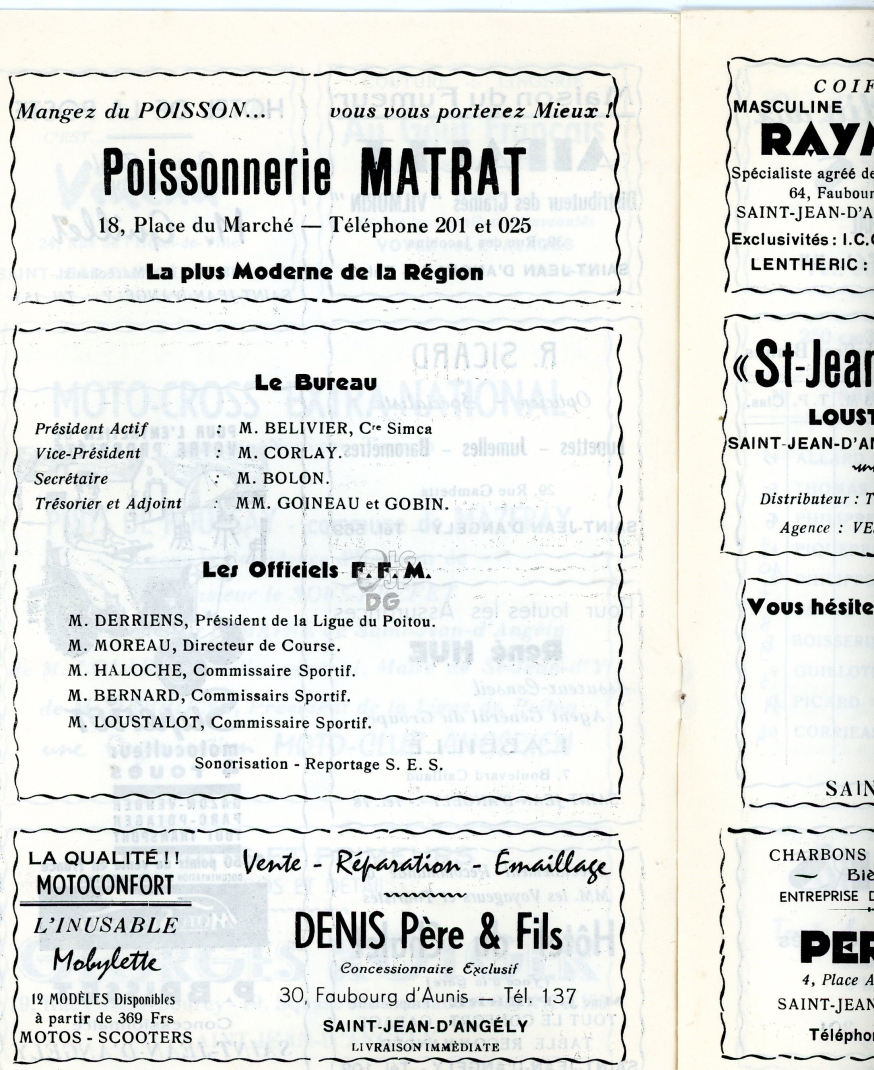 Mangez du POISSON... vous vous porterez Mieux !
Poissonnerie MATRAT
18, Place du Marché — Téléphone 201 et 025
La plus Moderne de la Région
Le Bureau
Président Actif : M. BELIVIER, Cre Simca
Vice-Président : M. CORLAY.
Secrétaire : M. BOLON.
Trésorier et Adjoint : MM. GOINEAU et GOBIN.
Les Officiels F.F.M.
M. DERRIENS, Président de la Ligue du Poitou.
M. MOREAU, Directeur de Course.
M. HALOCHE, Commissaire Sportif.
M. BERNARD, Commissairs Sportif.
M. LOUSTALOT, Commissaire Sportif.
Sonorisation - Reportage S. E. S.
LA QUALITÉ !!
MOTOCONFORT
L'INUSABLE
Mobylette
12 MODÈLES Disponibles
à partir de 369 Frs
MOTOS - SCOOTERS
Vente - Réparation - Emaillage
DENIS Père & Fils
Concessionnaire Exclusif
30, Faubourg d'Aunis — Tél. 137
SAINT-JEAN-D'ANGÉLY
LIVRAISON IMMÉDIATE
COIF
MASCULINE
RAY
Spécialiste agréé de
64, Faubour
SAINT-JEAN-D'A
Exclusivités : I.C.
LENTHERIC :
«St-Jean
LOUST
SAINT-JEAN-D'AN
Distributeur : T
Agence : VE
Vous hésite
SAIN
CHARBONS
Biè
ENTREPRISE D
PER
4, Place A
SAINT-JEAN
Télépho